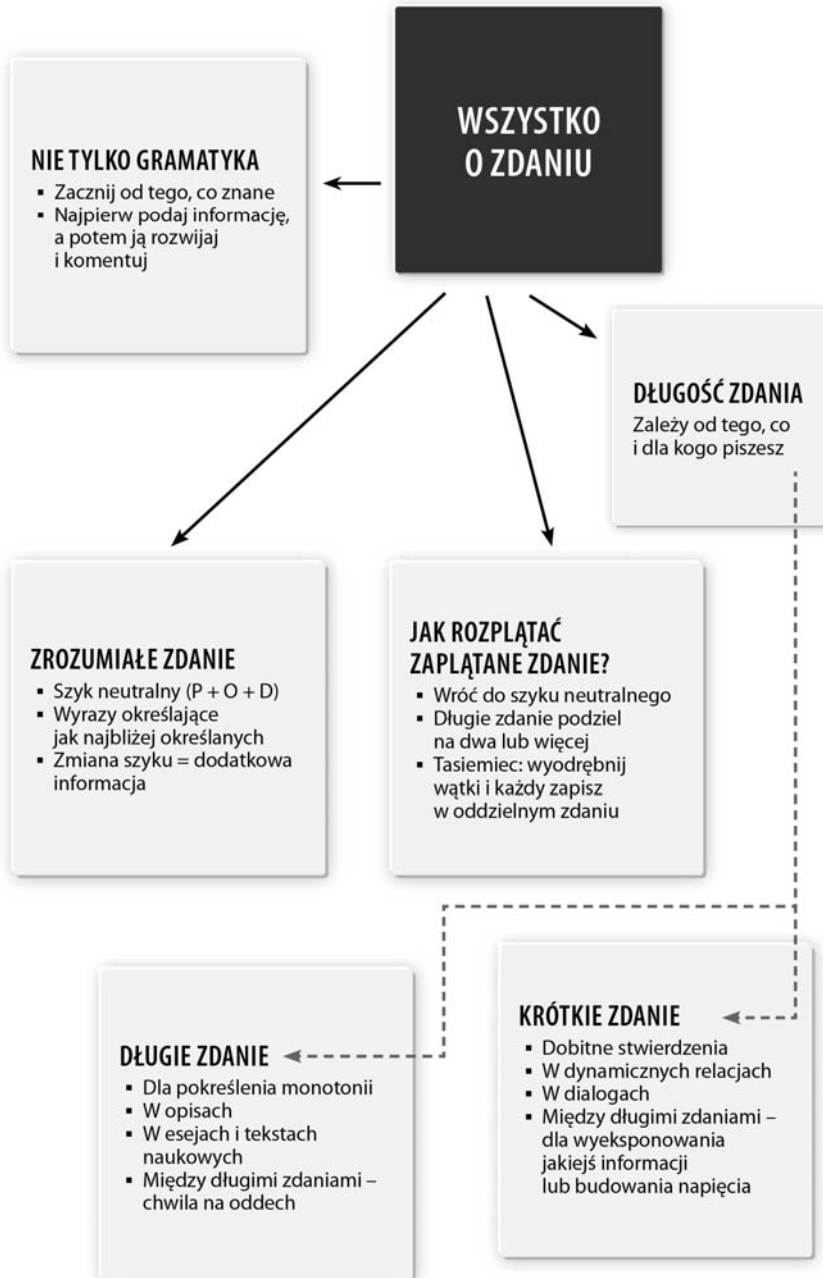 WSZYSTKO
O ZDANIU
NIE TYLKO GRAMATYKA
▪ Zacznij od tego, co znane
▪ Najpierw podaj informację,
a potem ją rozwijaj
i komentuj
DŁUGOŚĆ ZDANIA
Zależy od tego, co
i dla kogo piszesz
ZROZUMIAŁE ZDANIE
▪ Szyk neutralny (P + O + D)
▪ Wyrazy określające
jak najbliżej określanych
▪ Zmiana szyku = dodatkowa
informacja
JAK ROZPLĄTAĆ
ZAPLĄTANE ZDANIE?
▪ Wróć do szyku neutralnego
▪ Długie zdanie podziel
na dwa lub więcej
▪ Tasiemiec: wyodrębnij
wątki i każdy zapisz
w oddzielnym zdaniu
DŁUGIE ZDANIE
▪ Dla pokreślenia monotonii
▪ W opisach
▪ W esejach i tekstach
naukowych
▪ Między długimi zdaniami –
chwila na oddech
KRÓTKIE ZDANIE
▪ Dobitne stwierdzenia
▪ W dynamicznych relacjach
▪ W dialogach
▪ Między długimi zdaniami –
dla wyeksponowania
jakiejś informacji
lub budowania napięcia